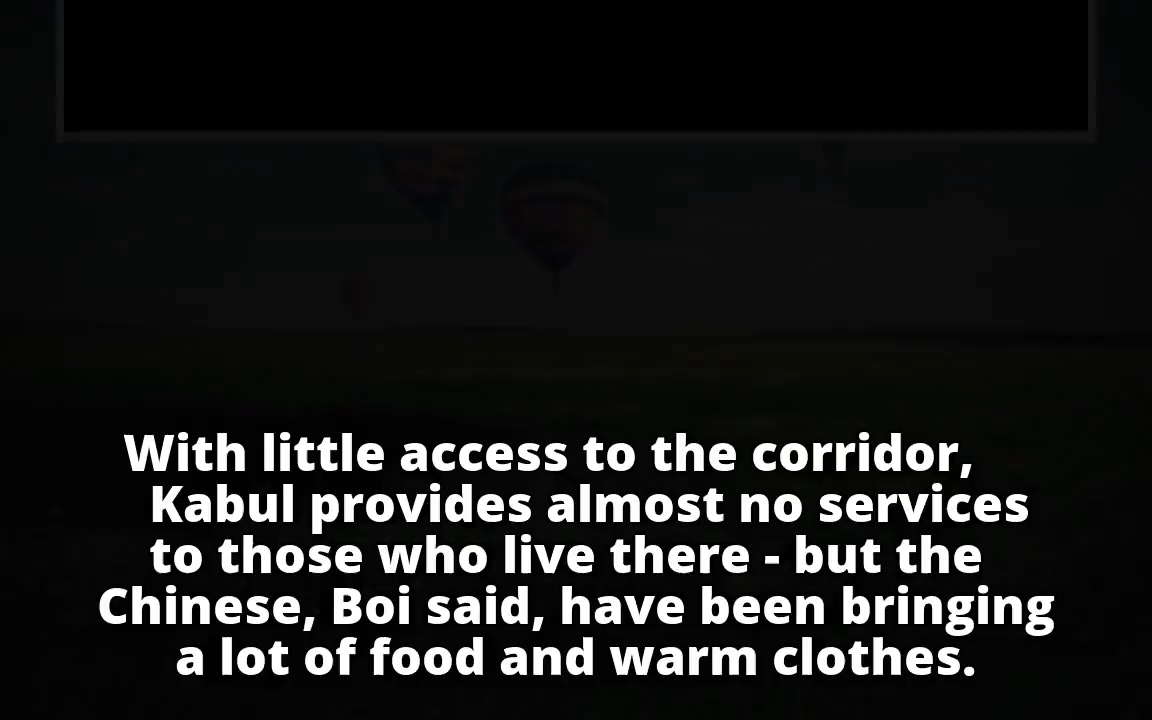 With little access to the corridor,
Kabul provides almost no services
to those who live there - but the
Chinese, Boi said, have been bringing
a lot of food and warm clothes.